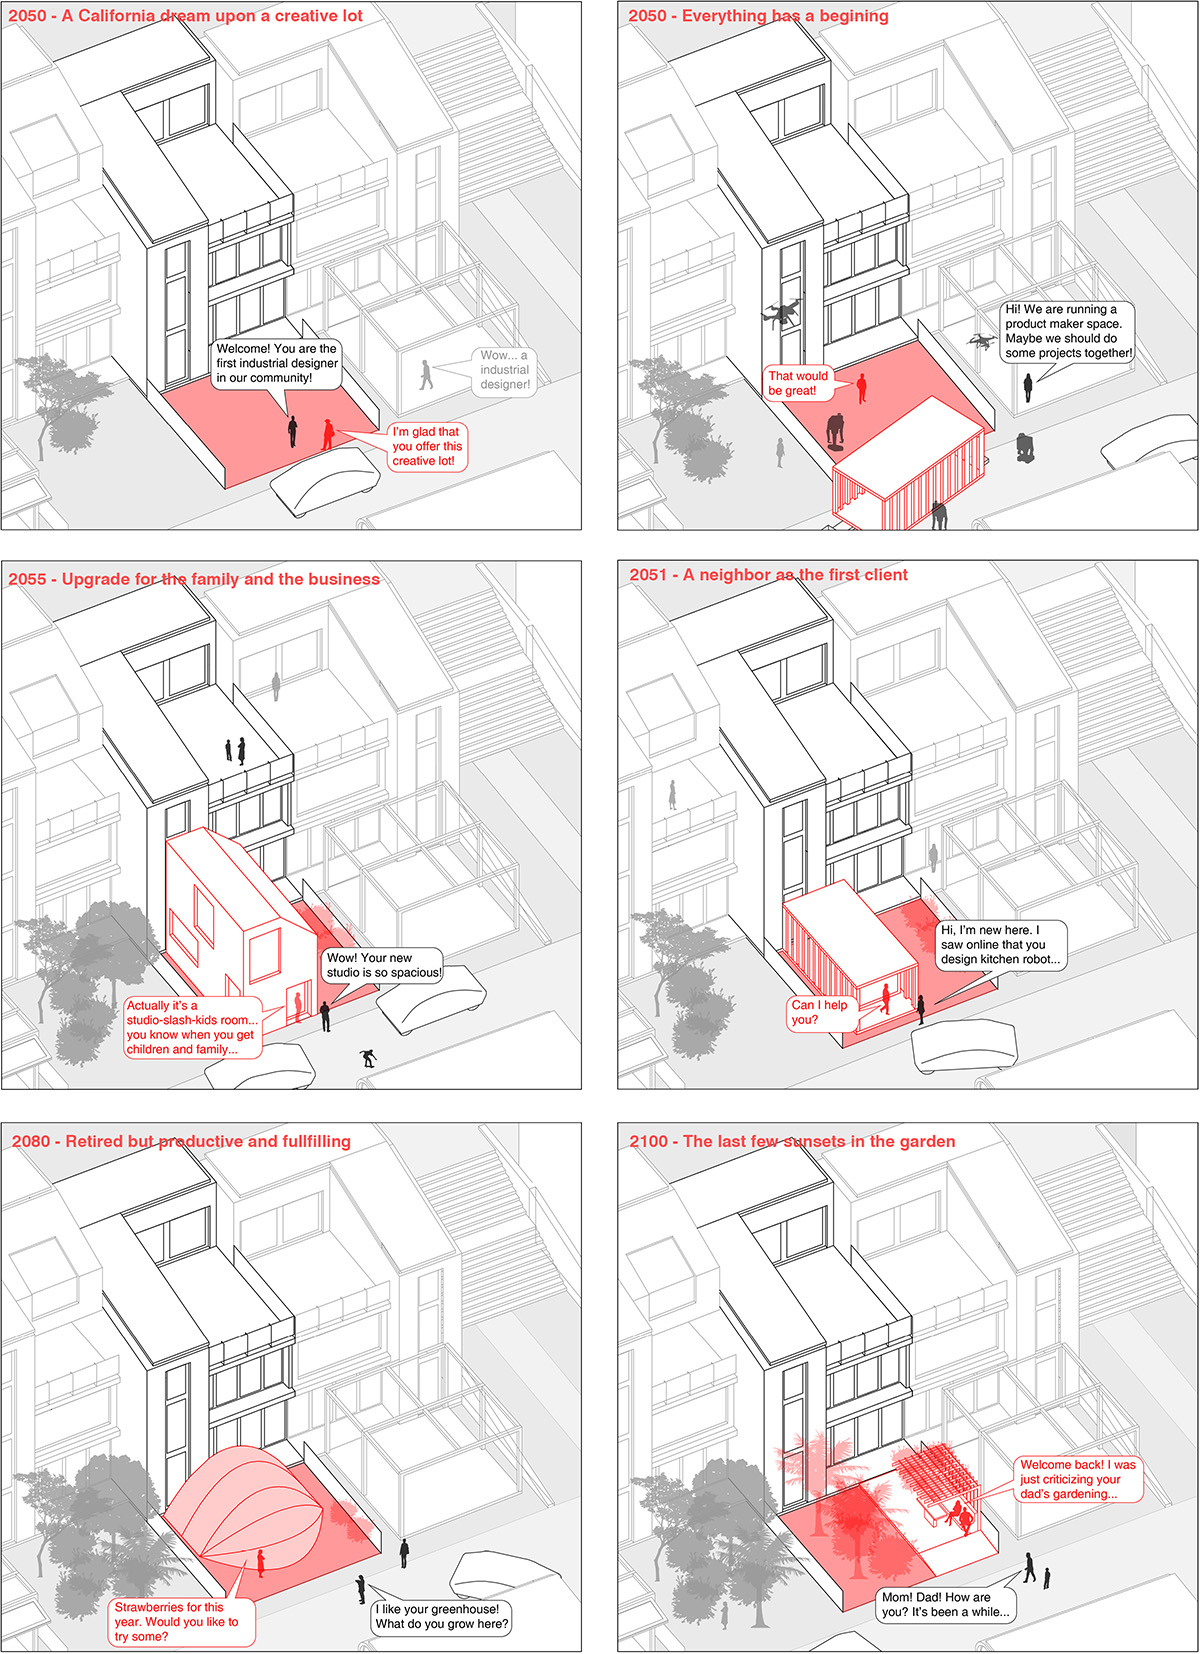 2050 - A California dream upon a creative lot
Welcome! You are the
first industrial designer
in our community!
Wow... a
industrial
designer!
I'm glad that
you offer this
creative lot!
2050 - Everything has a begining
Hi! We are running a
product maker space.
Maybe we should do
some projects together!
That would
be great!
2055 - Upgrade for the family and the business
Wow! Your new
studio is so spacious!
Actually it's a
studio-slash-kids room...
you know when you get
children and family...
2051 - A neighbor as the first client
Hi, I'm new here. I
saw online that you
design kitchen robot...
Can I help
you?
2080 - Retired but productive and fullfilling
Strawberries for this
year. Would you like to
try some?
I like your greenhouse!
What do you grow here?
2100 - The last few sunsets in the garden
Welcome back! I was
just criticizing your
dad's gardening...
Mom! Dad! How are
you? It's been a while...